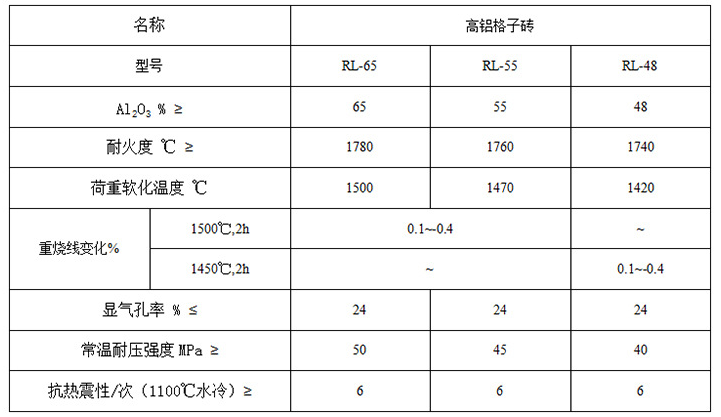 名称 高铝格子砖
型号 RL-65 RL-55 RL-48
Al₂O₃ % ≥ 65 55 48
耐火度 ℃ ≥ 1780 1760 1740
荷重软化温度 ℃ 1500 1470 1420
重烧线变化% 1500℃,2h 0.1~-0.4 ~
1450℃,2h ~ 0.1~-0.4
显气孔率 % ≤ 24 24 24
常温耐压强度 MPa ≥ 50 45 40
抗热震性/次（1100℃水冷）≥ 6 6 6